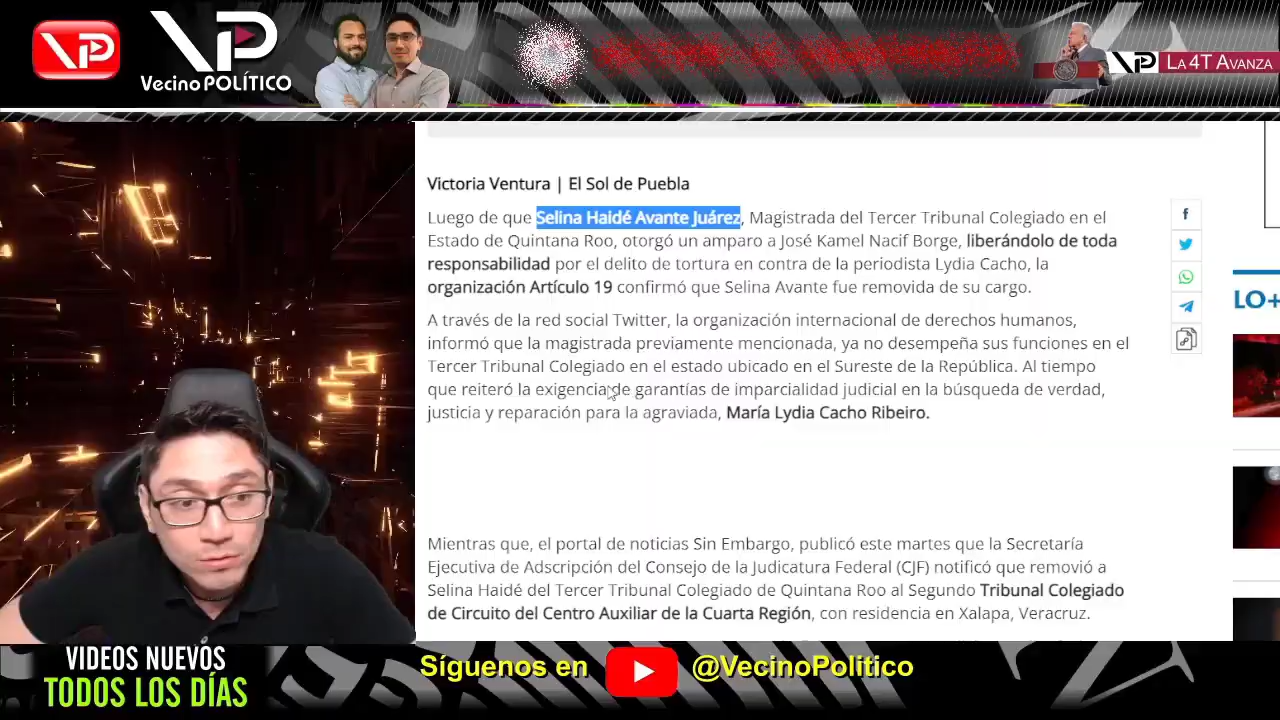 VP
VP
Vecino POLÍTICO
VP LA 4T AVANZA
Victoria Ventura | El Sol de Puebla
Luego de que Selina Haidé Avante Juárez, Magistrada del Tercer Tribunal Colegiado en el
Estado de Quintana Roo, otorgó un amparo a José Kamel Nacif Borge, liberándolo de toda
responsabilidad por el delito de tortura en contra de la periodista Lydia Cacho, la
organización Artículo 19 confirmó que Selina Avante fue removida de su cargo.
A través de la red social Twitter, la organización internacional de derechos humanos,
informó que la magistrada previamente mencionada, ya no desempeña sus funciones en el
Tercer Tribunal Colegiado en el estado ubicado en el Sureste de la República. Al tiempo
que reiteró la exigencia de garantías de imparcialidad judicial en la búsqueda de verdad,
justicia y reparación para la agraviada, María Lydia Cacho Ribeiro.
LO+
Mientras que, el portal de noticias Sin Embargo, publicó este martes que la Secretaría
Ejecutiva de Adscripción del Consejo de la Judicatura Federal (CJF) notificó que removió a
Selina Haidé del Tercer Tribunal Colegiado de Quintana Roo al Segundo Tribunal Colegiado
de Circuito del Centro Auxiliar de la Cuarta Región, con residencia en Xalapa, Veracruz.
VIDEOS NUEVOS
TODOS LOS DÍAS
Síguenos en @VecinoPolitico